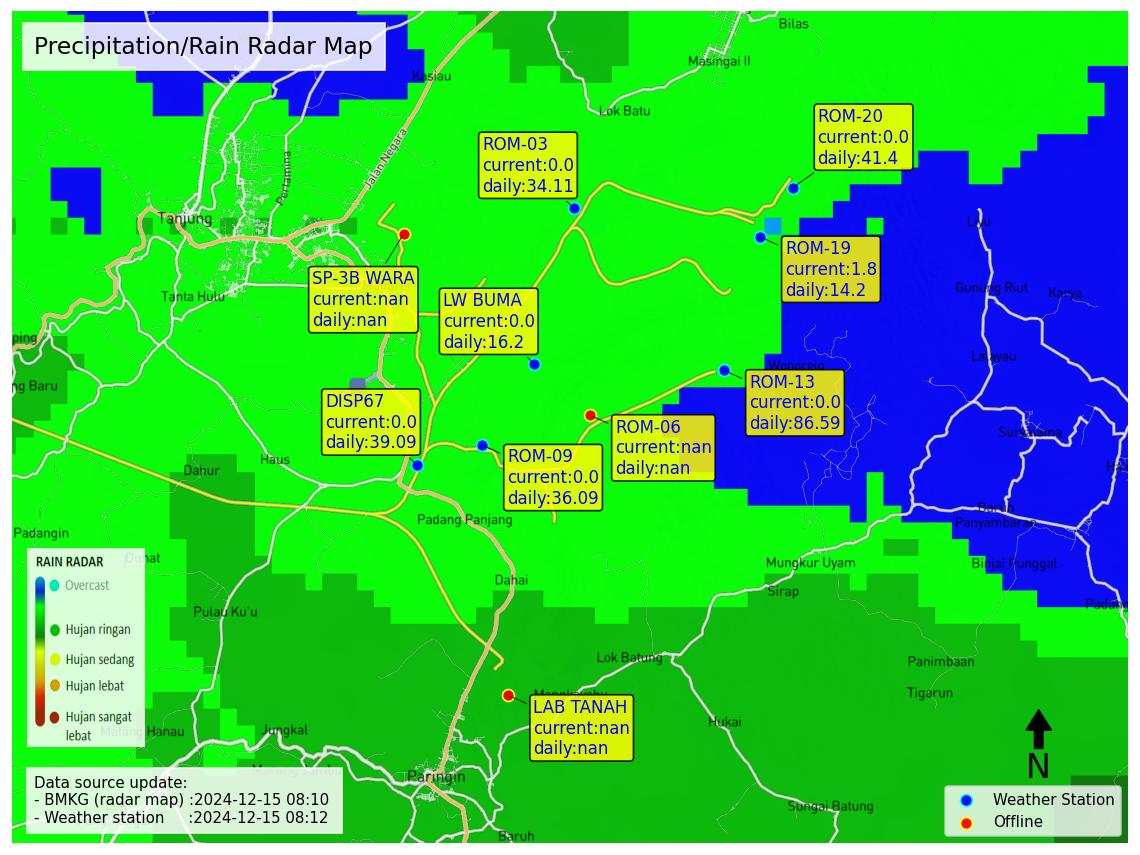 Precipitation/Rain Radar Map
Bilas
Masingai II
Kasiau
Lok Batu
ROM-20
current:0.0
daily:41.4
ROM-03
current:0.0
daily:34.11
Jalan Negara
Pertamina
Tanjung
Liyu
ROM-19
current:1.8
daily:14.2
SP-3B WARA
current:nan
daily:nan
Tanta Hulu
LW BUMA
current:0.0
daily:16.2
Gunung Riut
Karya
ping
Lalayau
Wonorejo
ng Baru
ROM-13
current:0.0
daily:86.59
DISP67
current:0.0
daily:39.09
ROM-06
current:nan
daily:nan
Suryatama
Haus
Dahur
ROM-09
current:0.0
daily:36.09
Padang Panjang
Baruh
Panyambaran
Padangin
Mungkur Uyam
Binjai Punggal
Dahai
Sirap
Padang
Pulau Ku'u
RAIN RADAR
Overcast
Hujan ringan
Hujan sedang
Hujan lebat
Hujan sangat
lebat
Lok Batung
Panimbaan
Tigarun
LAB TANAH
current:nan
daily:nan
Hukai
Hanau
Jungkal
Paringin
Sungai Batung
Baruh
N
Data source update:
- BMKG (radar map) :2024-12-15 08:10
- Weather station :2024-12-15 08:12
Weather Station
Offline